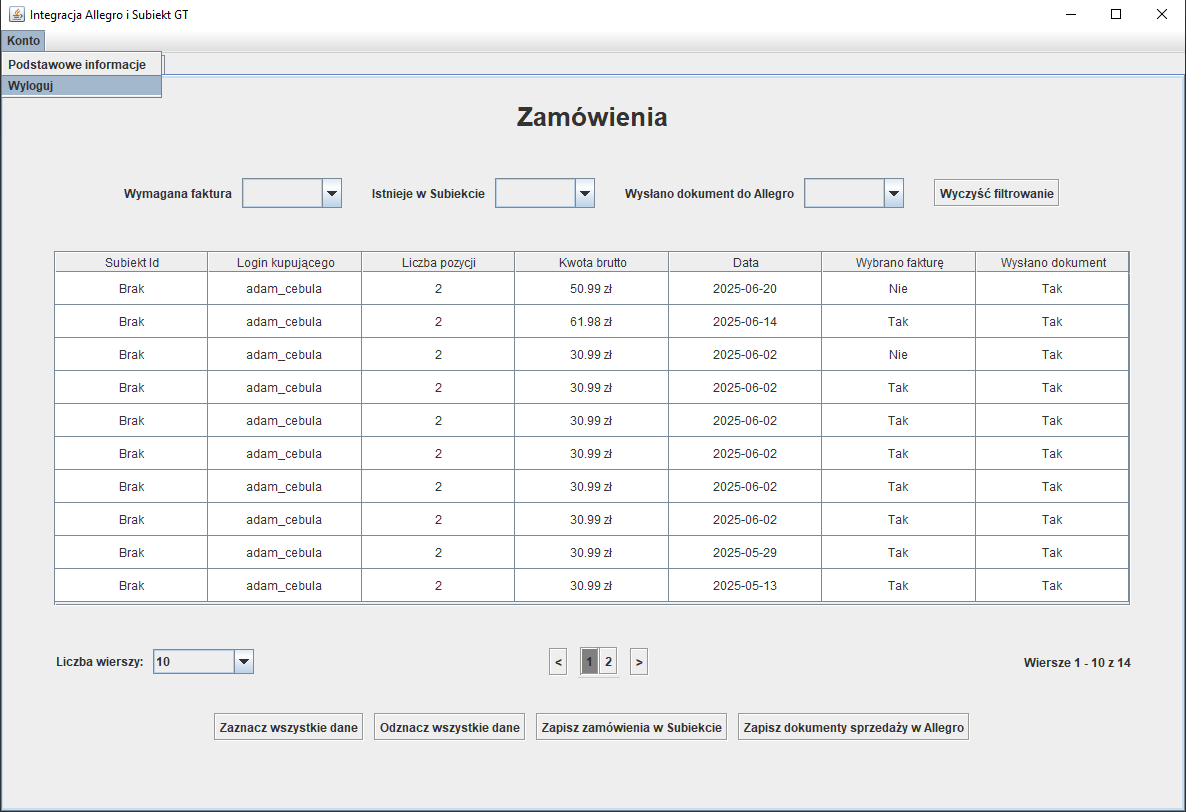 Integracja Allegro i Subiekt GT
Konto
Podstawowe informacje
Wyloguj
Zamówienia
Wymagana faktura Istnieje w Subiekcie Wysłano dokument do Allegro Wyczyść filtrowanie
Subiekt Id Login kupującego Liczba pozycji Kwota brutto Data Wybrano fakturę Wysłano dokument
Brak adam_cebula 2 50.99 zł 2025-06-20 Nie Tak
Brak adam_cebula 2 61.98 zł 2025-06-14 Tak Tak
Brak adam_cebula 2 30.99 zł 2025-06-02 Nie Tak
Brak adam_cebula 2 30.99 zł 2025-06-02 Tak Tak
Brak adam_cebula 2 30.99 zł 2025-06-02 Tak Tak
Brak adam_cebula 2 30.99 zł 2025-06-02 Tak Tak
Brak adam_cebula 2 30.99 zł 2025-06-02 Tak Tak
Brak adam_cebula 2 30.99 zł 2025-06-02 Tak Tak
Brak adam_cebula 2 30.99 zł 2025-05-29 Tak Tak
Brak adam_cebula 2 30.99 zł 2025-05-13 Tak Tak
Liczba wierszy: 10 < 1 2 > Wiersze 1 - 10 z 14
Zaznacz wszystkie dane Odznacz wszystkie dane Zapisz zamówienia w Subiekcie Zapisz dokumenty sprzedaży w Allegro